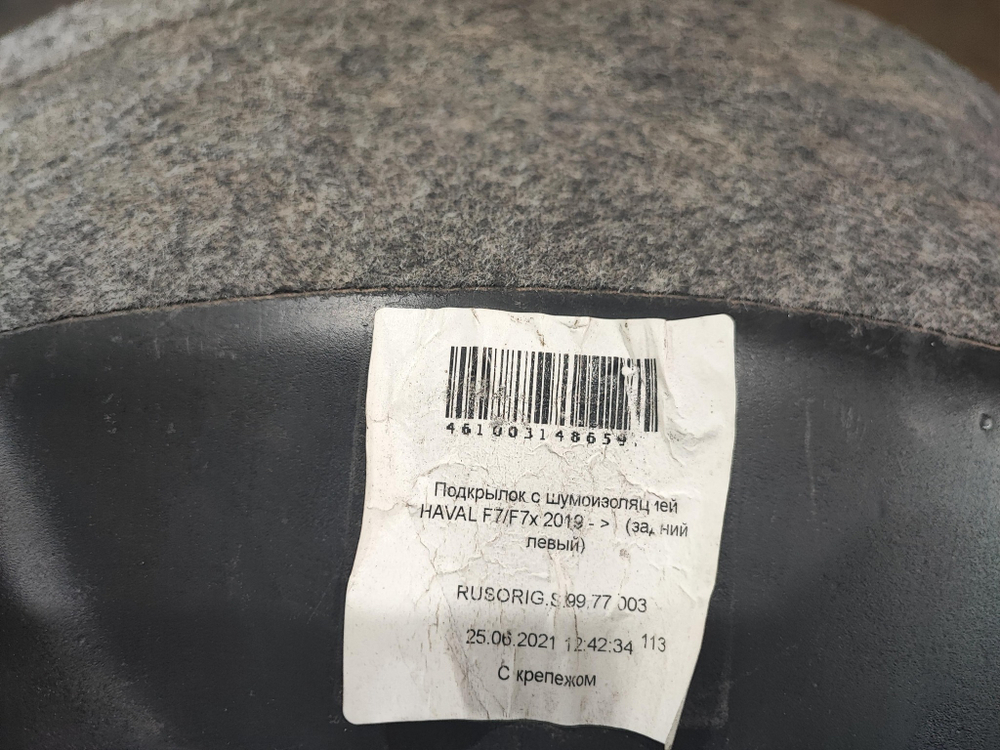 461003148659
Подкрылок с шумоизоляцией
HAVAL F7/F7x 2019 - > (задний
левый)
RUSORIG.S.99.77.003
25.06.2021 12:42:34 113
С крепежом